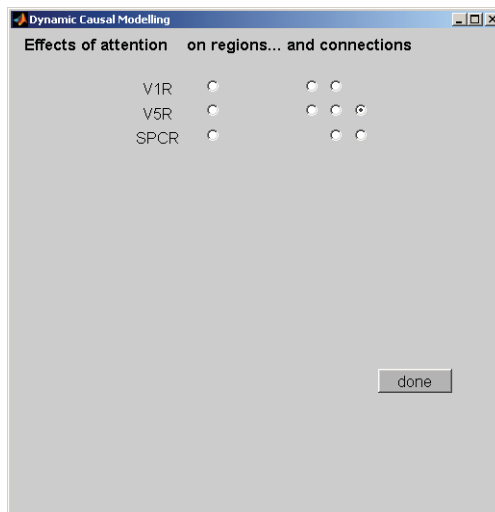 Dynamic Causal Modelling
Effects of attention on regions... and connections
V1R
V5R
SPCR
done